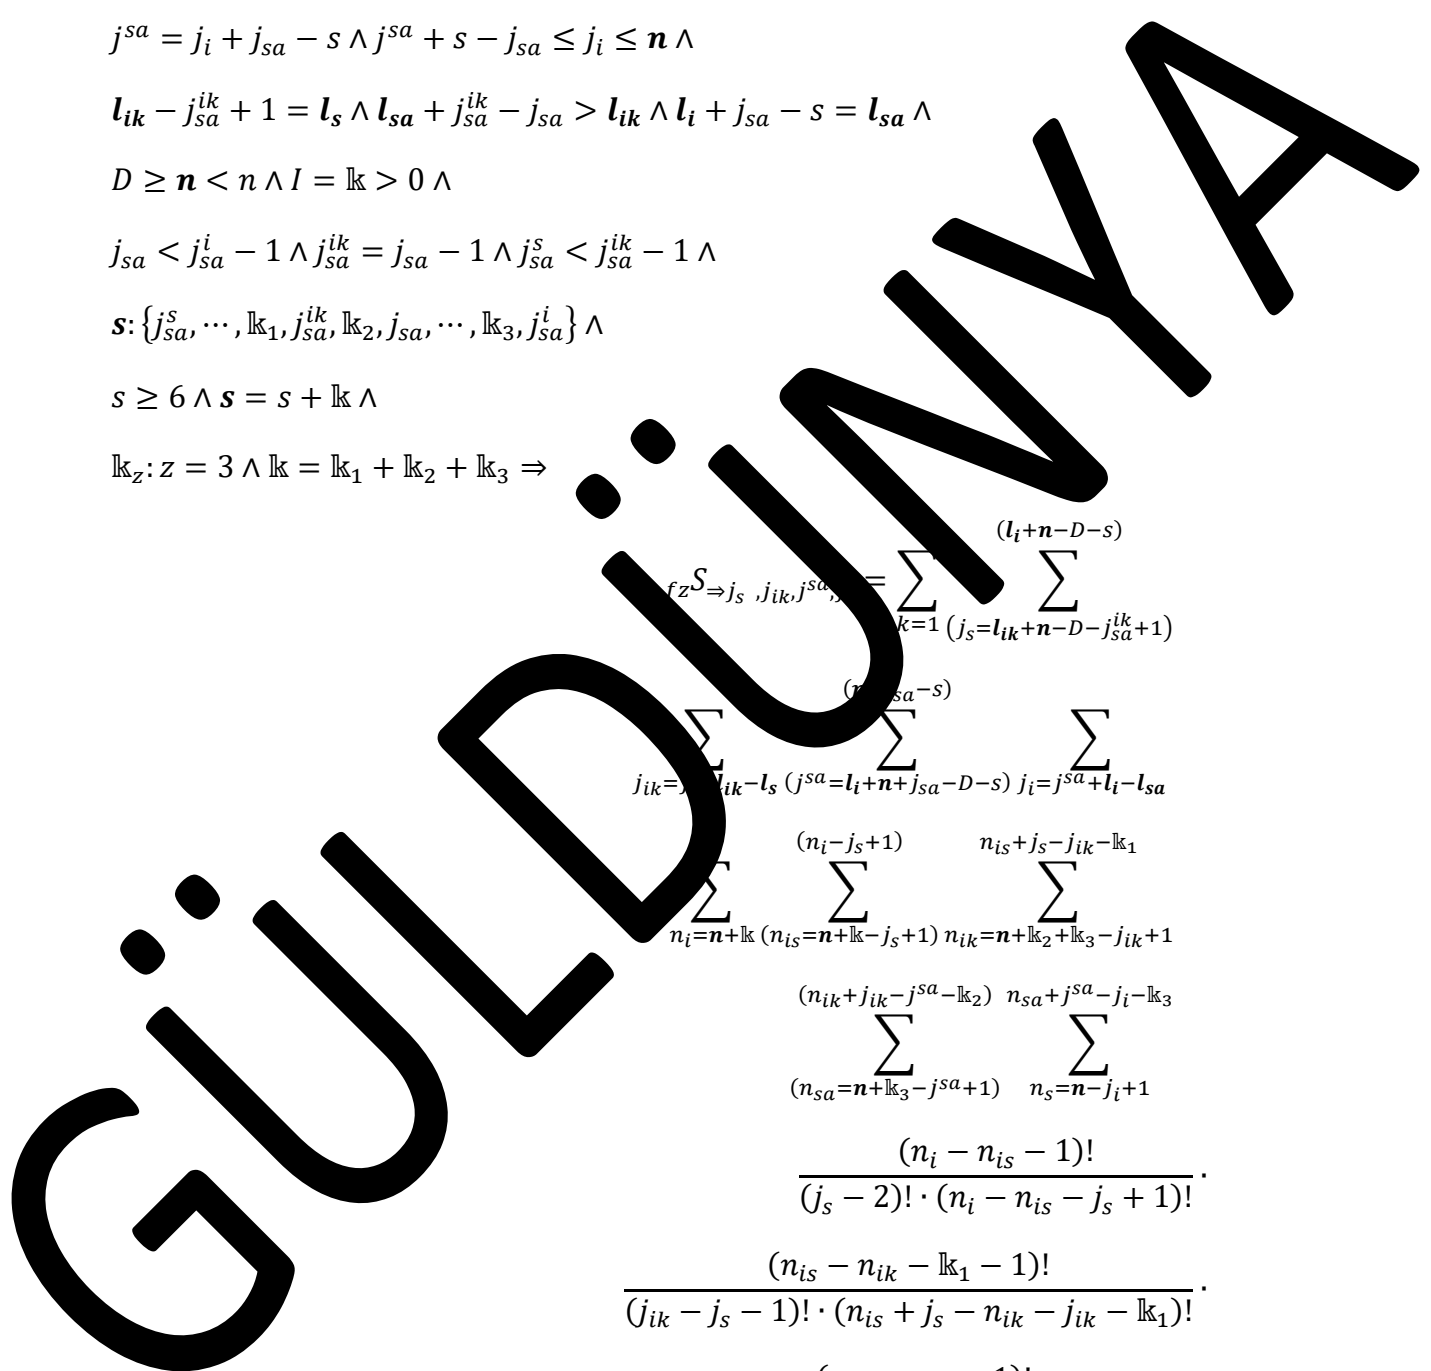 j^{sa} = j_i + j_{sa} − s ∧ j^{sa} + s − j_{sa} ≤ j_i ≤ n ∧
l_{ik} − j_{sa}^{ik} + 1 = l_s ∧ l_{sa} + j_{sa}^{ik} − j_{sa} > l_{ik} ∧ l_i + j_{sa} − s = l_{sa} ∧
D ≥ n < n ∧ I = 𝕜 > 0 ∧
j_{sa} < j_{sa}^i − 1 ∧ j_{sa}^{ik} = j_{sa} − 1 ∧ j_{sa}^s < j_{sa}^{ik} − 1 ∧
s: {j_{sa}^s, ⋯ , 𝕜_1, j_{sa}^{ik}, 𝕜_2, j_{sa}, ⋯ , 𝕜_3, j_{sa}^i} ∧
s ≥ 6 ∧ s = s + 𝕜 ∧
𝕜_z: z = 3 ∧ 𝕜 = 𝕜_1 + 𝕜_2 + 𝕜_3 ⇒
(l_i+n−D−s)
fzS_{⇒j_s ,j_{ik},j^{sa},} = ∑ ∑
k=1 (j_s=l_{ik}+n−D−j_{sa}^{ik}+1)
−s)
∑ ∑ ∑
j_{ik}= l_{ik}−l_s (j^{sa}=l_i+n+j_{sa}−D−s) j_i=j^{sa}+l_i−l_{sa}
(n_i−j_s+1) n_{is}+j_s−j_{ik}−𝕜_1
∑ ∑ ∑
n_i=n+𝕜 (n_{is}=n+𝕜−j_s+1) n_{ik}=n+𝕜_2+𝕜_3−j_{ik}+1
(n_{ik}+j_{ik}−j^{sa}−𝕜_2) n_{sa}+j^{sa}−j_i−𝕜_3
∑ ∑
(n_{sa}=n+𝕜_3−j^{sa}+1) n_s=n−j_i+1
(n_i − n_{is} − 1)!
(j_s − 2)! · (n_i − n_{is} − j_s + 1)! ·
(n_{is} − n_{ik} − 𝕜_1 − 1)!
(j_{ik} − j_s − 1)! · (n_{is} + j_s − n_{ik} − j_{ik} − 𝕜_1)! ·
GÜLDÜNYA